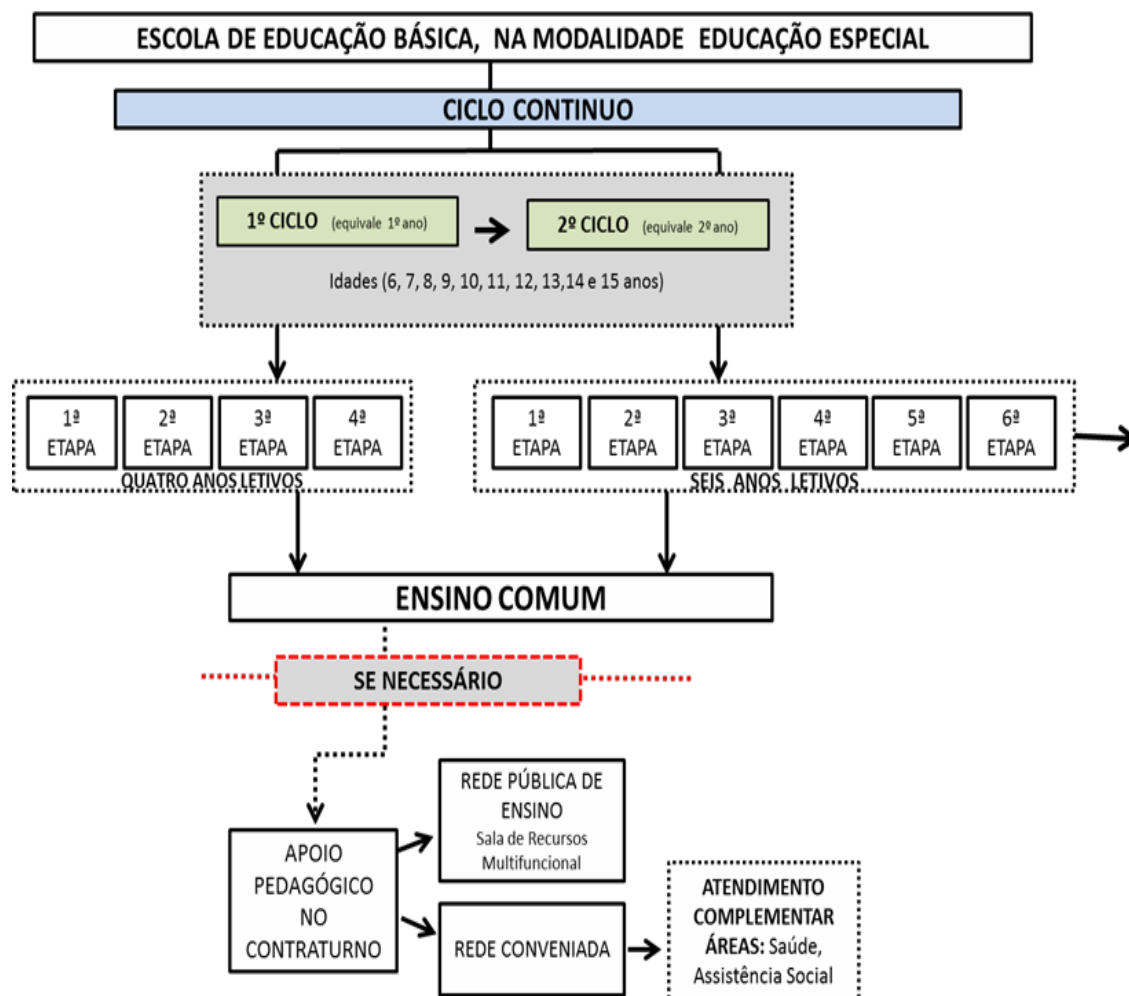 ESCOLA DE EDUCAÇÃO BÁSICA, NA MODALIDADE EDUCAÇÃO ESPECIAL
CICLO CONTINUO
1º CICLO (equivale 1º ano)
2º CICLO (equivale 2º ano)
Idades (6, 7, 8, 9, 10, 11, 12, 13,14 e 15 anos)
1ª
ETAPA
2ª
ETAPA
3ª
ETAPA
4ª
ETAPA
QUATRO ANOS LETIVOS
1ª
ETAPA
2ª
ETAPA
3ª
ETAPA
4ª
ETAPA
5ª
ETAPA
6ª
ETAPA
SEIS ANOS LETIVOS
ENSINO COMUM
SE NECESSÁRIO
APOIO
PEDAGÓGICO
NO
CONTRATURNO
REDE PÚBLICA DE
ENSINO
Sala de Recursos
Multifuncional
REDE CONVENIADA
ATENDIMENTO
COMPLEMENTAR
ÁREAS: Saúde,
Assistência Social